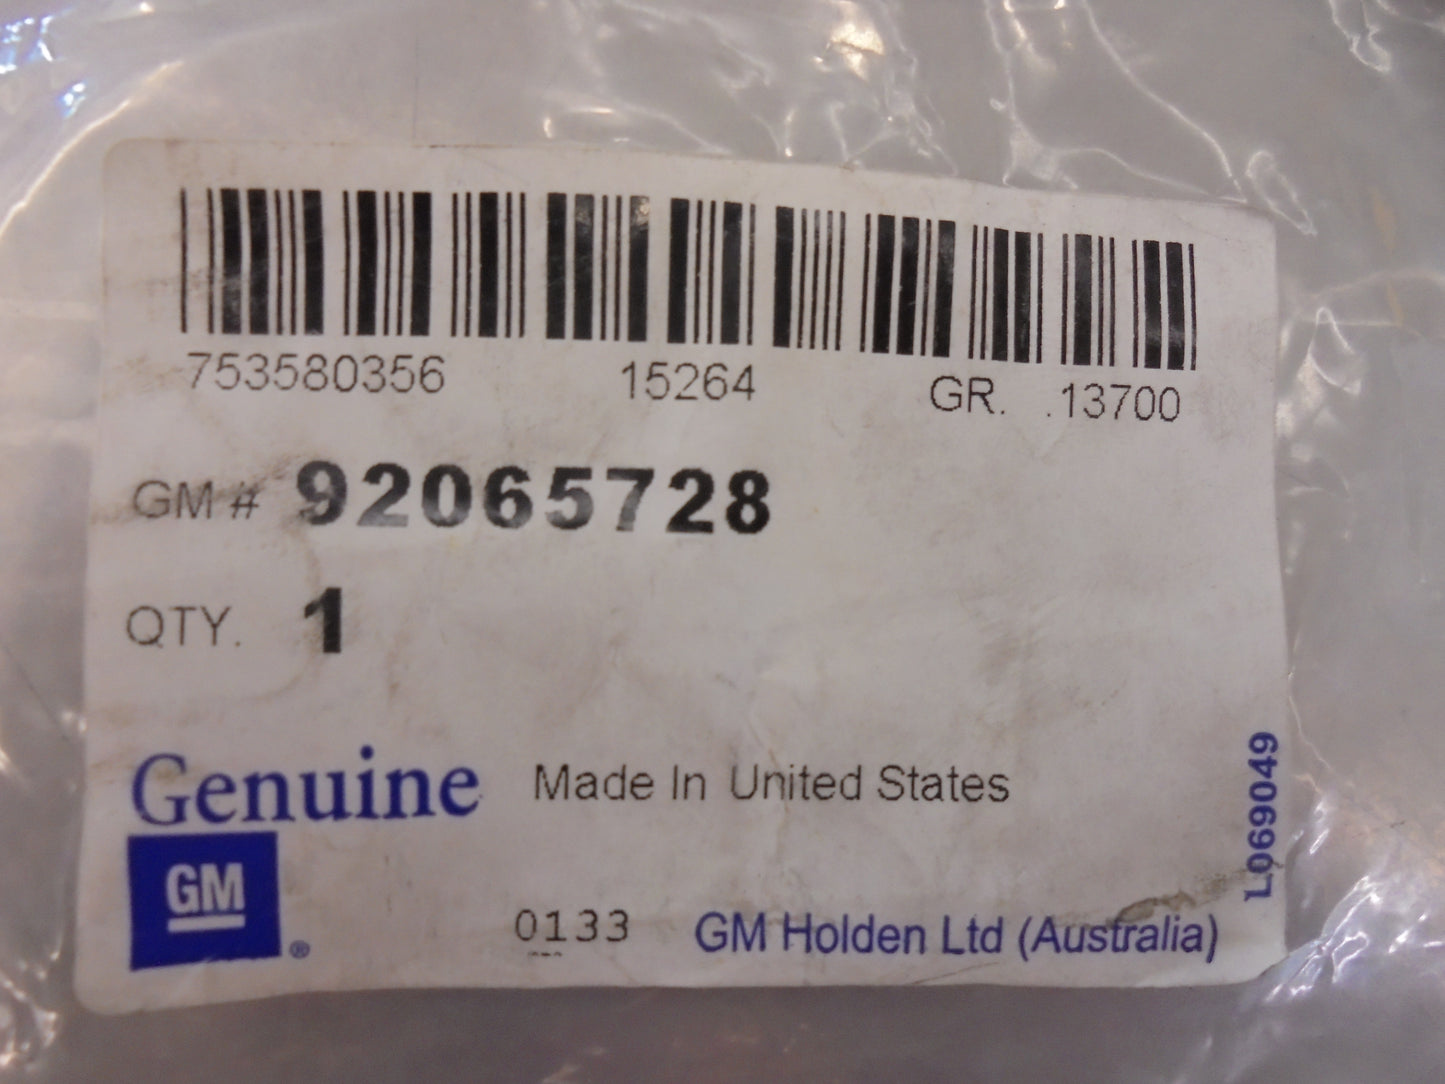 753580356 15264 GR. .13700
GM # 92065728
QTY. 1
Genuine Made In United States
GM ®
0133 GM Holden Ltd (Australia)
L069049